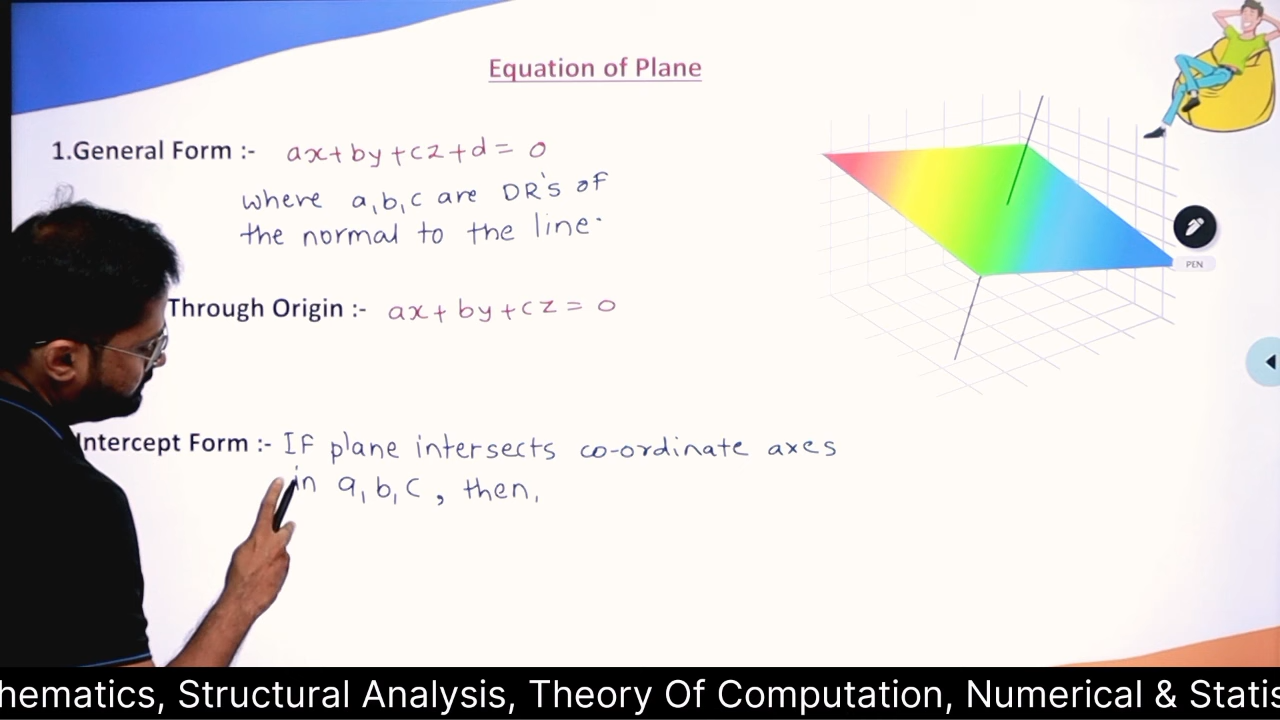 Equation of Plane
1.General Form :- ax+by+cz+d=0
where a,b,c are DR's of
the normal to the line.
Through Origin :- ax+by+cz=0
Intercept Form :- If plane intersects co-ordinate axes
in a,b,c, then,
PEN
hematics, Structural Analysis, Theory Of Computation, Numerical & Statis